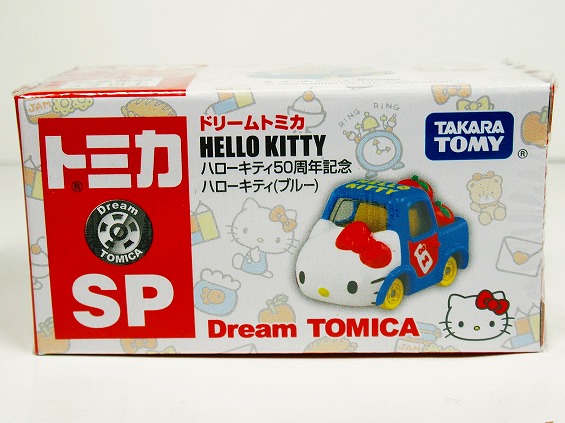 トミカ
®
Dream
TOMICA
SP
ドリームトミカ
HELLO KITTY
ハローキティ50周年記念
ハローキティ(ブルー)
TAKARA
TOMY
®
RING RING
KITTY
JAM
Dream TOMICA